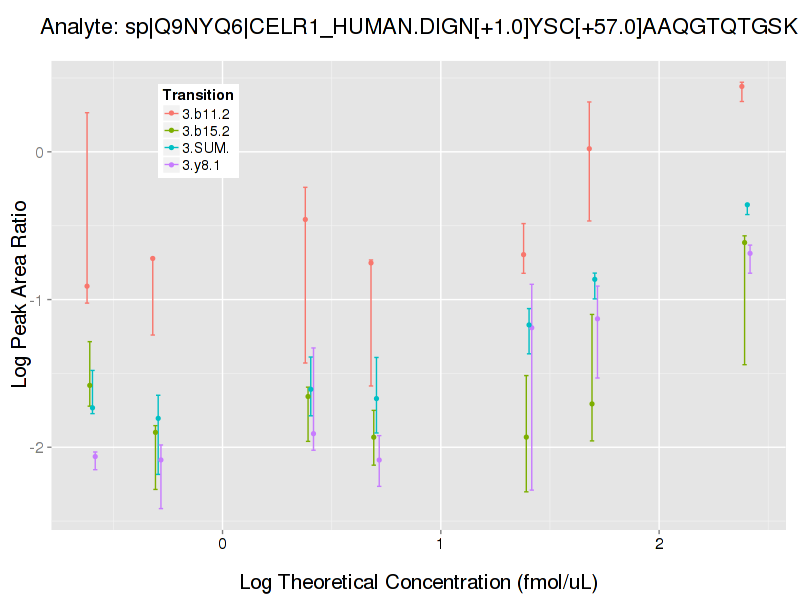 Analyte: sp|Q9NYQ6|CELR1_HUMAN.DIGN[+1.0]YSC[+57.0]AAQGTQTGSK
Transition
3.b11.2
3.b15.2
3.SUM.
3.y8.1
Log Peak Area Ratio
0
-1
-2
0 1 2
Log Theoretical Concentration (fmol/uL)